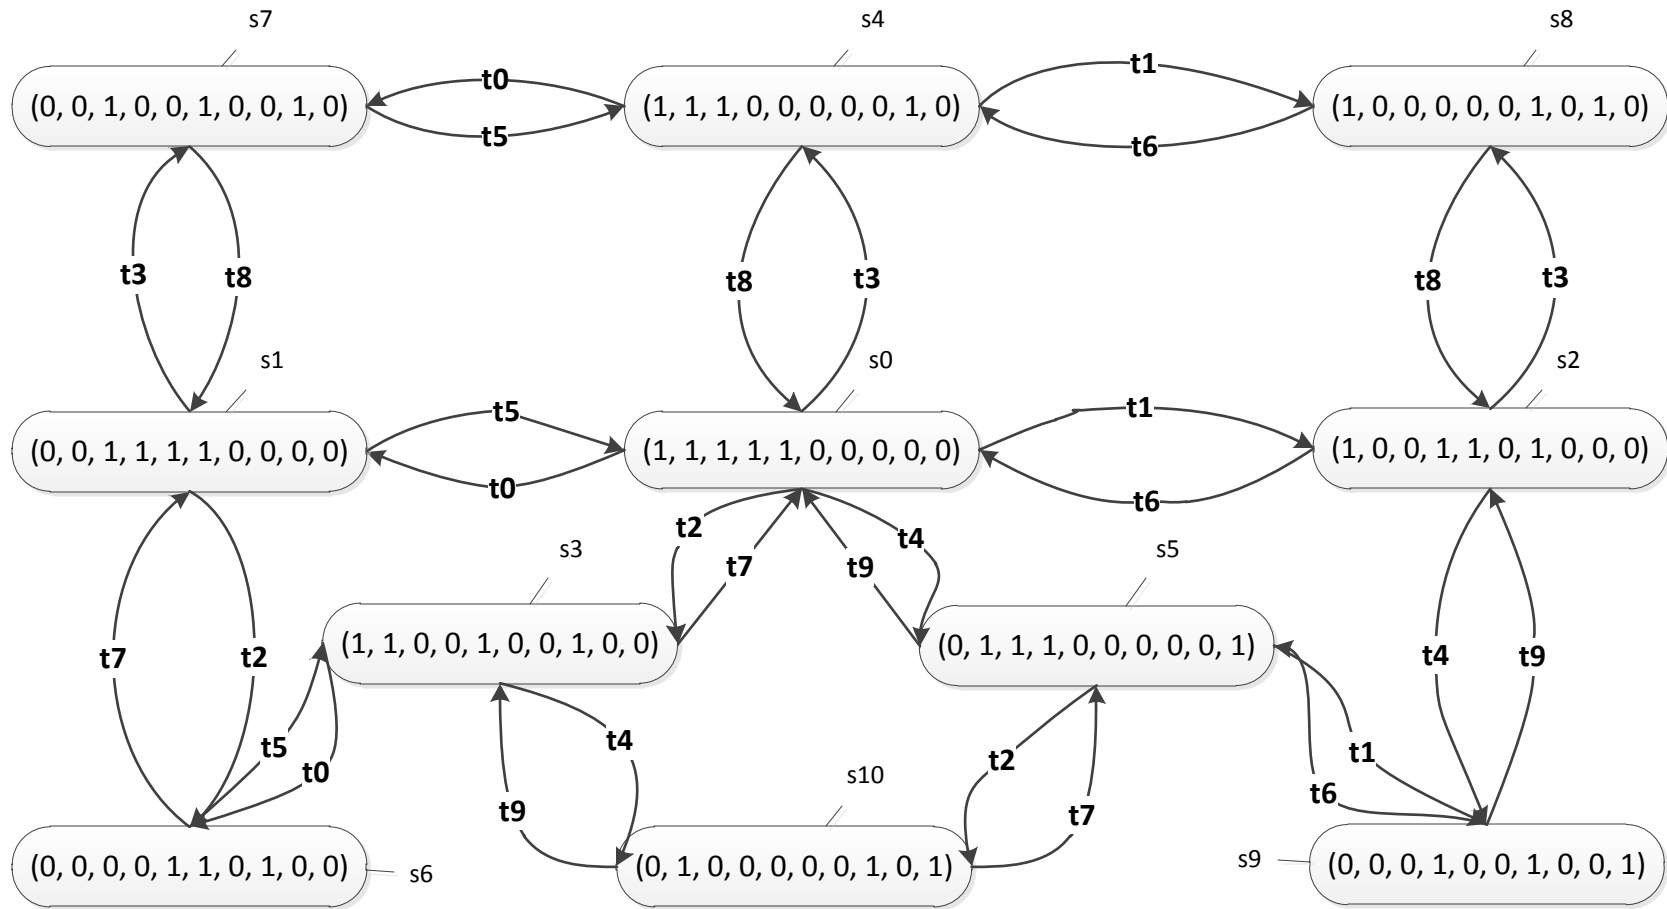 s7
s4
s8
t0
t1
(0, 0, 1, 0, 0, 1, 0, 0, 1, 0)
(1, 1, 1, 0, 0, 0, 0, 0, 1, 0)
(1, 0, 0, 0, 0, 0, 1, 0, 1, 0)
t5
t6
t3
t8
t8
t3
t8
t3
s1
s0
s2
t5
t1
(0, 0, 1, 1, 1, 1, 0, 0, 0, 0)
(1, 1, 1, 1, 1, 0, 0, 0, 0, 0)
(1, 0, 0, 1, 1, 0, 1, 0, 0, 0)
t0
t6
t2
t7
t9
t4
s3
s5
(1, 1, 0, 0, 1, 0, 0, 1, 0, 0)
(0, 1, 1, 1, 0, 0, 0, 0, 0, 1)
t7
t2
t4
t9
t5
t0
t4
t2
t1
t6
s10
t9
t7
(0, 0, 0, 0, 1, 1, 0, 1, 0, 0)
s6
(0, 1, 0, 0, 0, 0, 0, 1, 0, 1)
s9
(0, 0, 0, 1, 0, 0, 1, 0, 0, 1)